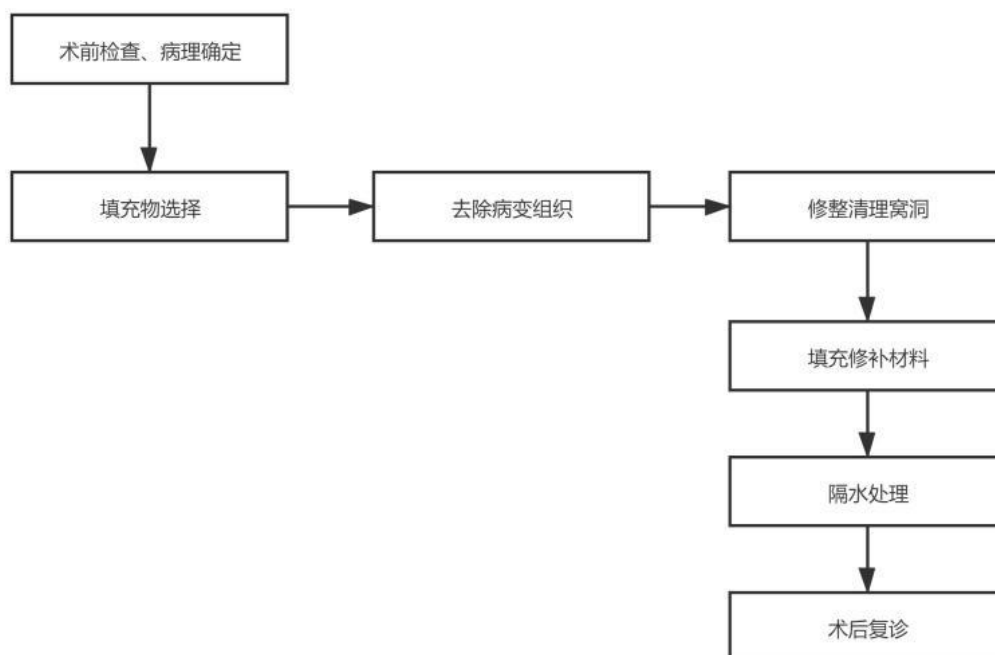 术前检查、病理确定
填充物选择
去除病变组织
修整清理窝洞
填充修补材料
隔水处理
术后复诊